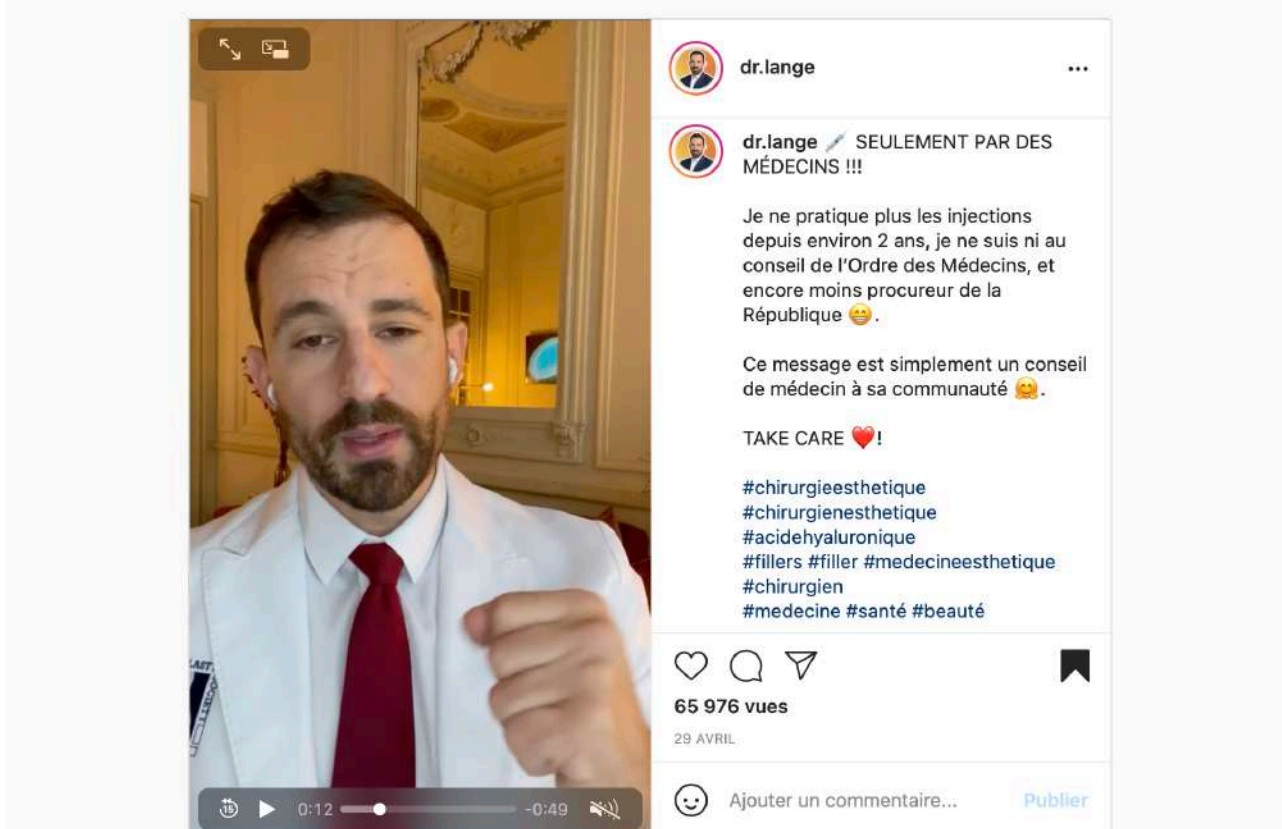 dr.lange
dr.lange SEULEMENT PAR DES
MÉDECINS !!!
Je ne pratique plus les injections
depuis environ 2 ans, je ne suis ni au
conseil de l’Ordre des Médecins, et
encore moins procureur de la
République 😁.
Ce message est simplement un conseil
de médecin à sa communauté 🤗.
TAKE CARE ❤️!
#chirurgieesthetique
#chirurgienesthetique
#acidehyaluronique
#fillers #filler #medecineesthetique
#chirurgien
#medecine #santé #beauté
65 976 vues
29 AVRIL
Ajouter un commentaire... Publier
15 0:12 -0:49